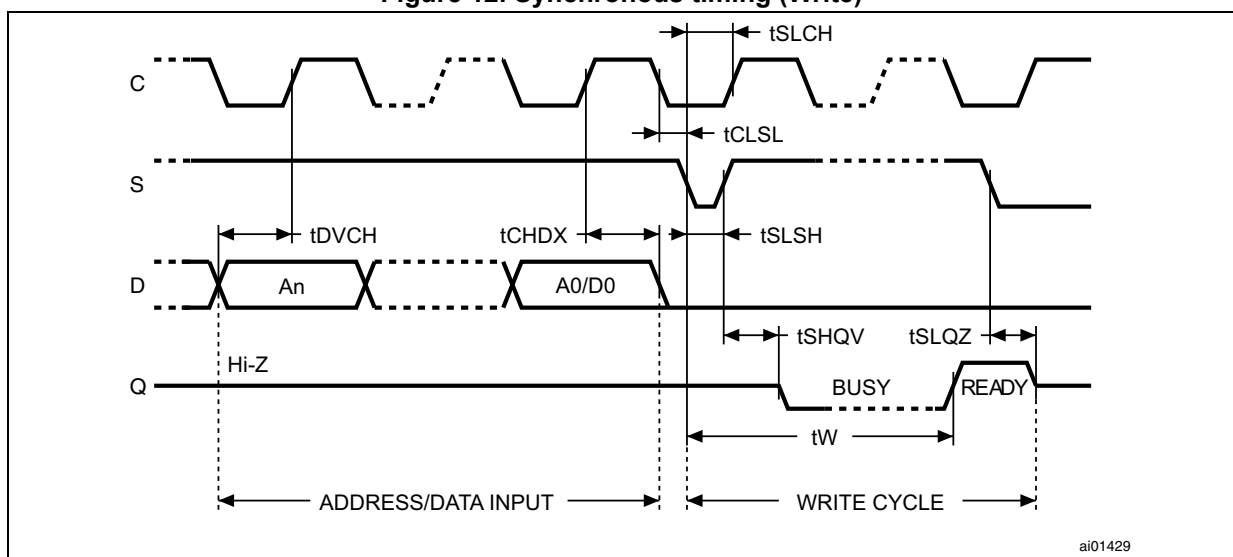 Figure 12. Synchronous timing (Write)
tSLCH
C
tCLSL
S
tDVCH
tCHDX
tSLSH
D
An
A0/D0
tSHQV
tSLQZ
Hi-Z
Q
BUSY
READY
tW
ADDRESS/DATA INPUT
WRITE CYCLE
ai01429